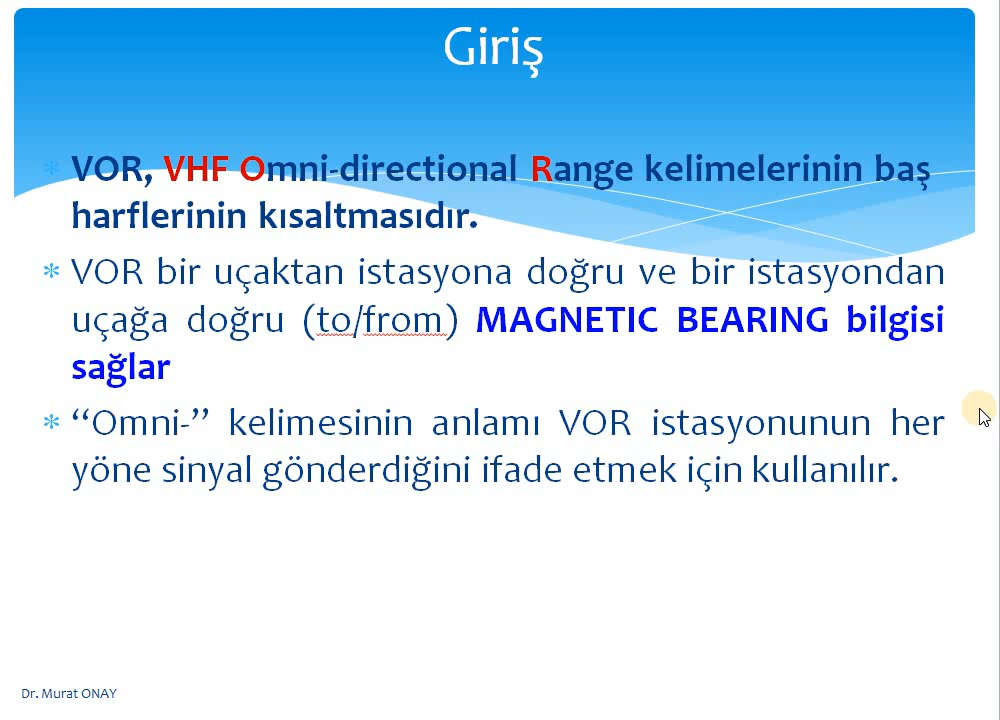 Giriş
VOR, VHF Omni-directional Range kelimelerinin baş
harflerinin kısaltmasıdır.
VOR bir uçaktan istasyona doğru ve bir istasyondan
uçağa doğru (to/from) MAGNETIC BEARING bilgisi
sağlar
“Omni-” kelimesinin anlamı VOR istasyonunun her
yöne sinyal gönderdiğini ifade etmek için kullanılır.
Dr. Murat ONAY